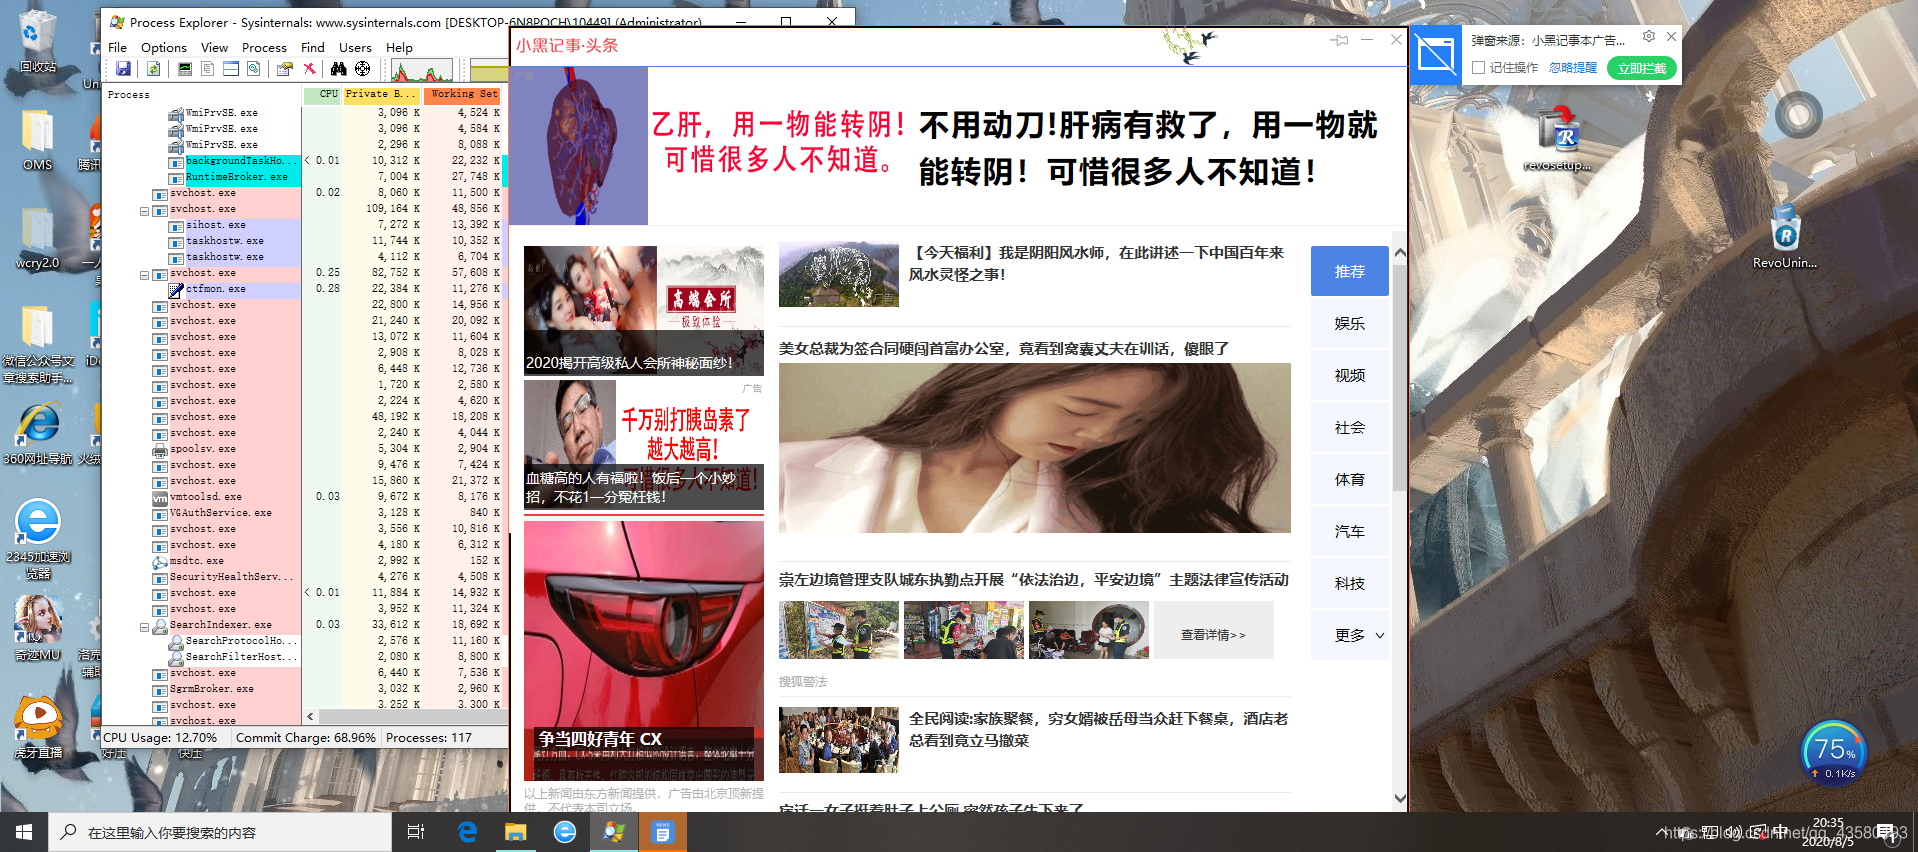 回收站
OMS
wcry2.0
微信公众号文
章搜索助手...
360网址导航
2345加速浏
览器
奇迹MU
虎牙直播
好压
快压
Process Explorer - Sysinternals: www.sysinternals.com [DESKTOP-6N8POCH\10449] (Administrator)
File Options View Process Find Users Help
Process CPU Private B... Working Set
WmiPrvSE.exe 3,096 K 4,524 K
WmiPrvSE.exe 3,096 K 4,584 K
WmiPrvSE.exe 2,296 K 8,088 K
backgroundTaskHo... < 0.01 10,312 K 22,232 K
RuntimeBroker.exe 7,004 K 27,748 K
svchost.exe 0.02 8,060 K 11,500 K
svchost.exe 109,164 K 48,856 K
sihost.exe 7,272 K 13,392 K
taskhostw.exe 11,744 K 10,352 K
taskhostw.exe 4,112 K 6,704 K
svchost.exe 0.25 82,752 K 57,608 K
ctfmon.exe 0.28 22,384 K 11,276 K
svchost.exe 22,800 K 14,956 K
svchost.exe 21,240 K 20,092 K
svchost.exe 13,072 K 11,604 K
svchost.exe 2,908 K 8,028 K
svchost.exe 6,448 K 12,736 K
svchost.exe 1,720 K 2,580 K
svchost.exe 2,224 K 4,620 K
svchost.exe 48,192 K 18,208 K
svchost.exe 2,240 K 4,044 K
spoolsv.exe 5,304 K 2,904 K
svchost.exe 9,476 K 7,424 K
svchost.exe 15,860 K 21,372 K
vmtoolsd.exe 0.03 9,672 K 8,176 K
VGAuthService.exe 3,128 K 840 K
svchost.exe 3,556 K 10,816 K
svchost.exe 4,180 K 6,312 K
msdtc.exe 2,992 K 152 K
SecurityHealthServ... 4,276 K 4,508 K
svchost.exe < 0.01 11,884 K 14,932 K
svchost.exe 3,952 K 11,324 K
SearchIndexer.exe 0.03 33,612 K 18,692 K
SearchProtocolHo... 2,576 K 11,160 K
SearchFilterHost... 2,080 K 8,800 K
svchost.exe 6,440 K 7,536 K
SgrmBroker.exe 3,032 K 2,960 K
svchost.exe 3,252 K 3,300 K
svchost.exe
CPU Usage: 12.70% Commit Charge: 68.96% Processes: 117
小黑记事·头条
广告
乙肝，用一物能转阴！
可惜很多人不知道。
不用动刀!肝病有救了，用一物就
能转阴！可惜很多人不知道！
高端会所
极致体验
2020揭开高级私人会所神秘面纱！
广告
千万别打胰岛素了
越大越高！
血糖高的人有福啦！饭后一个小妙
招，不花1一分冤枉钱！
争当四好青年 CX
以上新闻由东方新闻提供，广告由北京顶新提
供，不代表本司立场。
【今天福利】我是阴阳风水师，在此讲述一下中国百年来
风水灵怪之事！
美女总裁为签合同硬闯首富办公室，竟看到窝囊丈夫在训话，傻眼了
崇左边境管理支队城东执勤点开展“依法治边，平安边境”主题法律宣传活动
查看详情>>
搜狐警法
全民阅读:家族聚餐，穷女婿被岳母当众赶下餐桌，酒店老
总看到竟立马撤菜
推荐
娱乐
视频
社会
体育
汽车
科技
更多
弹窗来源：小黑记事本广告...
记住操作 忽略提醒 立即拦截
revosetup...
RevoUnin...
75%
0.1K/s
在这里输入你要搜索的内容
NEWS
中
20:35
2020/8/5